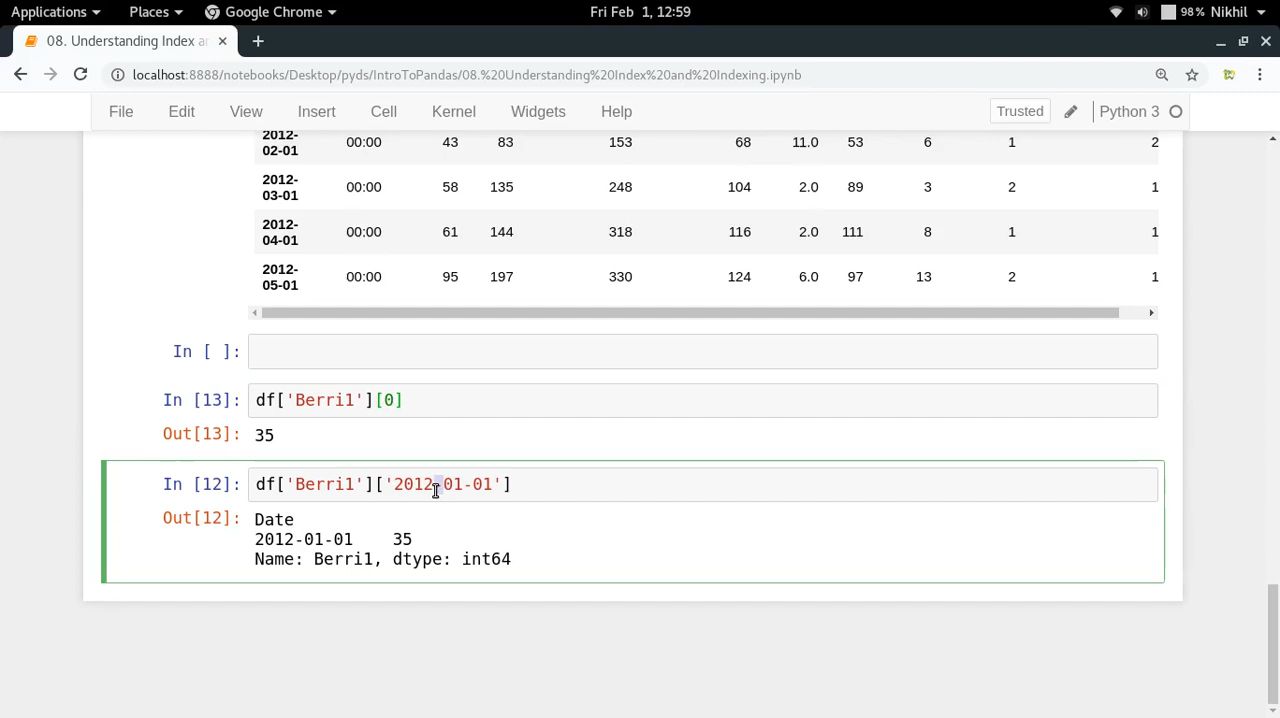 Applications Places Google Chrome Fri Feb 1, 12:59 98% Nikhil
08. Understanding Index a
localhost:8888/notebooks/Desktop/pyds/IntroToPandas/08.%20Understanding%20Index%20and%20Indexing.ipynb
File Edit View Insert Cell Kernel Widgets Help Trusted Python 3
2012-
02-01 00:00 43 83 153 68 11.0 53 6 1 2
2012-
03-01 00:00 58 135 248 104 2.0 89 3 2 1
2012-
04-01 00:00 61 144 318 116 2.0 111 8 1 1
2012-
05-01 00:00 95 197 330 124 6.0 97 13 2 1
In [ ]:
In [13]: df['Berri1'][0]
Out[13]: 35
In [12]: df['Berri1']['2012-01-01']
Out[12]: Date
2012-01-01 35
Name: Berri1, dtype: int64